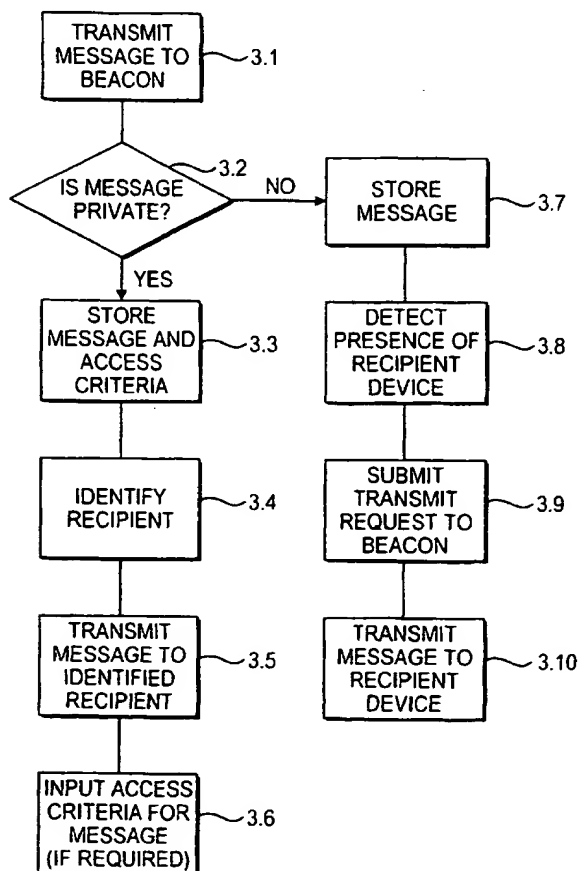 TRANSMIT
MESSAGE TO
BEACON
3.1
3.2
IS MESSAGE
PRIVATE?
NO
YES
STORE
MESSAGE AND
ACCESS
CRITERIA
3.3
IDENTIFY
RECIPIENT
3.4
TRANSMIT
MESSAGE TO
IDENTIFIED
RECIPIENT
3.5
INPUT ACCESS
CRITERIA FOR
MESSAGE
(IF REQUIRED)
3.6
STORE
MESSAGE
3.7
DETECT
PRESENCE OF
RECIPIENT
DEVICE
3.8
SUBMIT
TRANSMIT
REQUEST TO
BEACON
3.9
TRANSMIT
MESSAGE TO
RECIPIENT
DEVICE
3.10